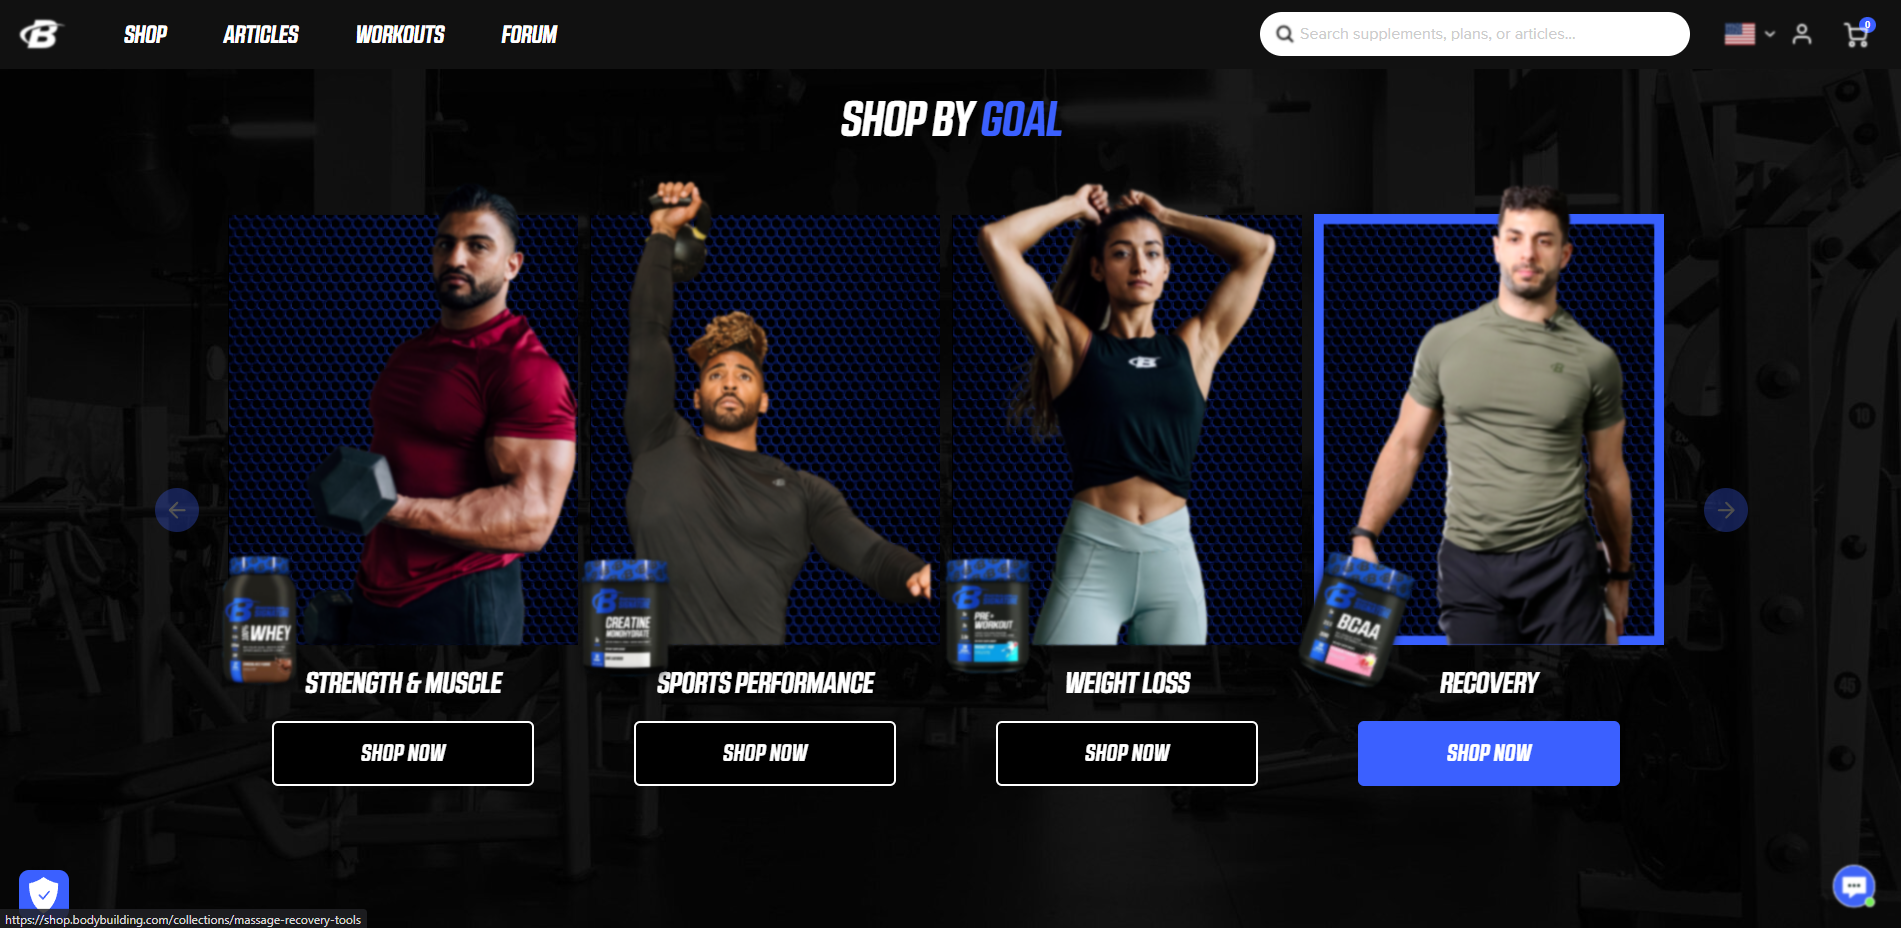 SHOP
ARTICLES
WORKOUTS
FORUM
Search supplements, plans, or articles...
0
SHOP BY GOAL
WHEY
CREATINE
MONOHYDRATE
PRE-
WORKOUT
BCAA
STRENGTH & MUSCLE
SPORTS PERFORMANCE
WEIGHT LOSS
RECOVERY
SHOP NOW
SHOP NOW
SHOP NOW
SHOP NOW
https://shop.bodybuilding.com/collections/massage-recovery-tools